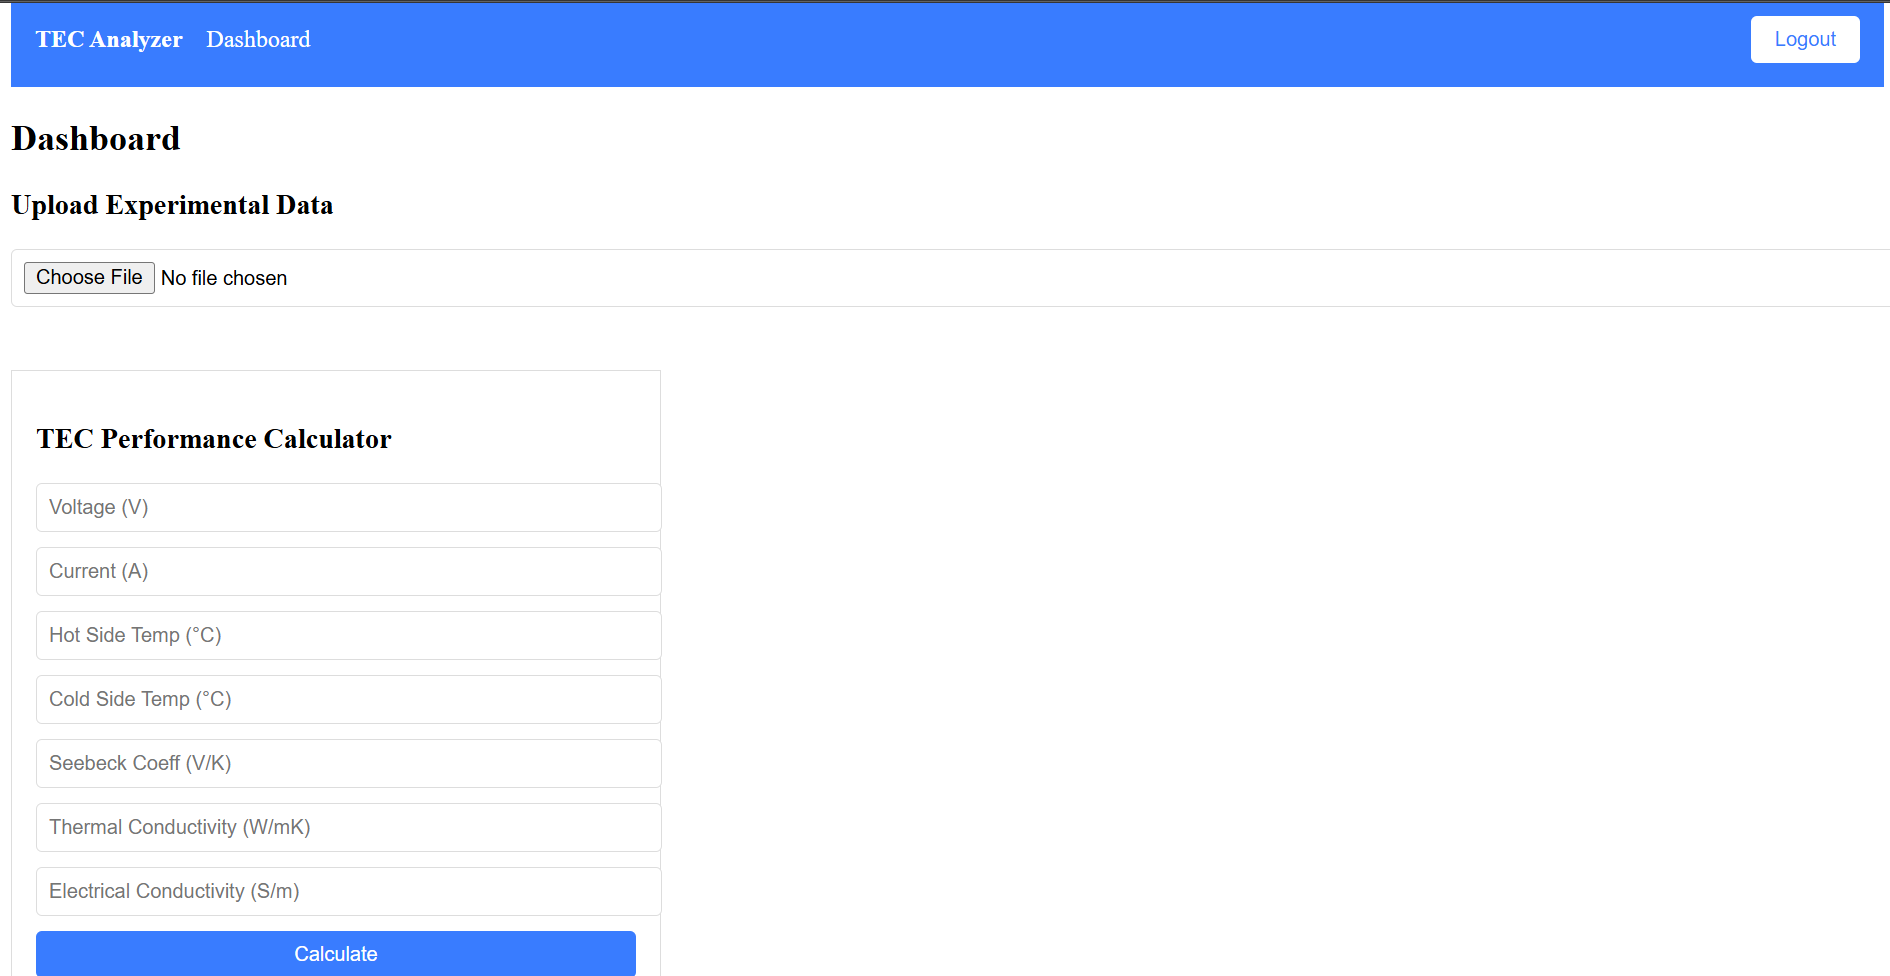 TEC Analyzer Dashboard Logout
Dashboard
Upload Experimental Data
Choose File No file chosen
TEC Performance Calculator
Voltage (V)
Current (A)
Hot Side Temp (°C)
Cold Side Temp (°C)
Seebeck Coeff (V/K)
Thermal Conductivity (W/mK)
Electrical Conductivity (S/m)
Calculate